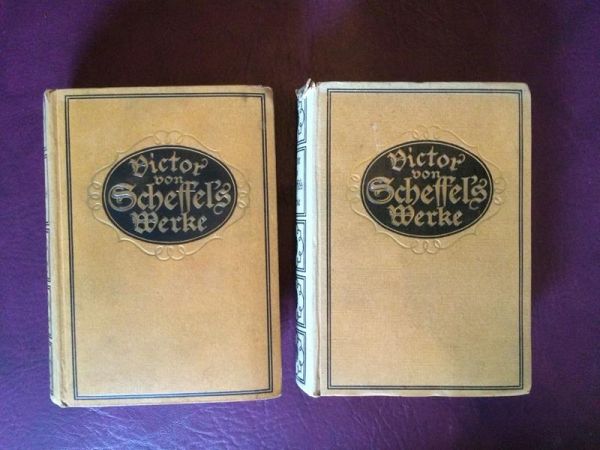 Victor
von
Scheffel's
Werke
Victor
von
Scheffel's
Werke